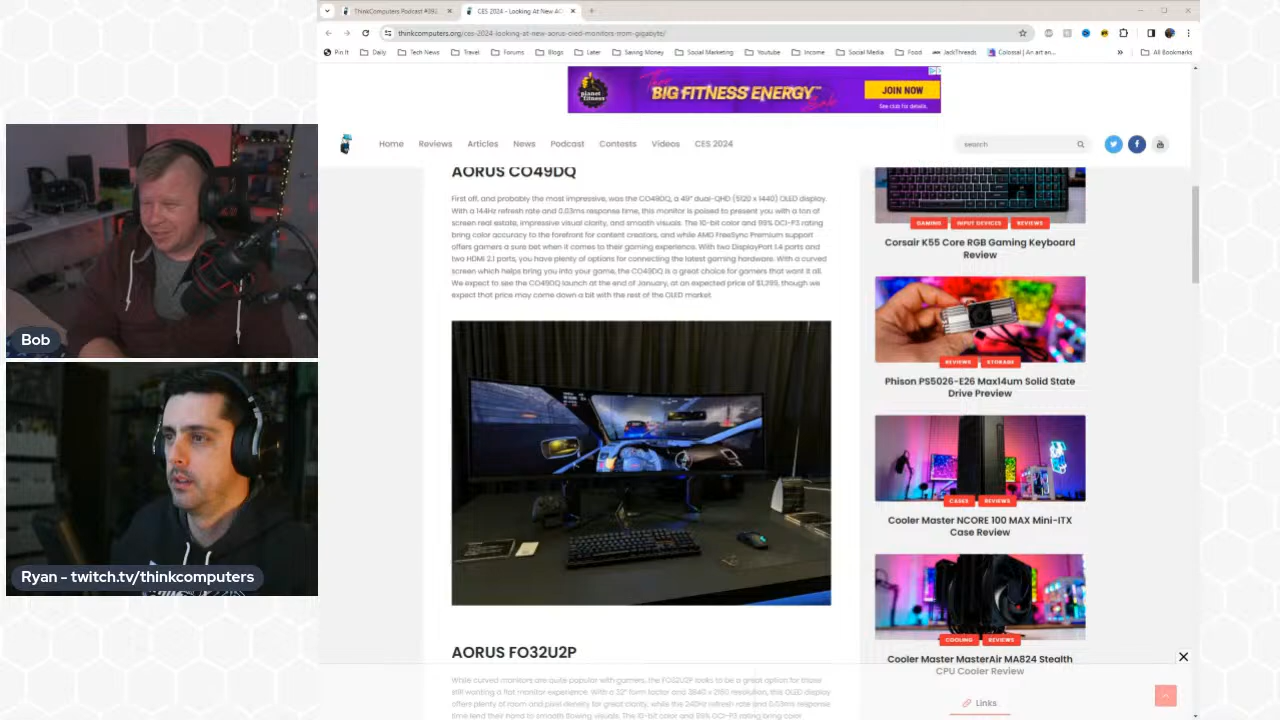 ThinkComputers Podcast #392
CES 2024 - Looking At New AO
thinkcomputers.org/ces-2024-looking-at-new-aorus-oled-monitors-from-gigabyte/
Pin It
Daily
Tech News
Travel
Forums
Blogs
Later
Saving Money
Social Marketing
Youtube
Income
Social Media
Food
JackThreads
Colossal | An art an...
»
All Bookmarks
planet fitness
BIG FITNESS ENERGY™
Sale
JOIN NOW
See club for details.
Home
Reviews
Articles
News
Podcast
Contests
Videos
CES 2024
search
AORUS CO49DQ
First off, and probably the most impressive, was the CO49DQ, a 49" dual-QHD (5120 x 1440) OLED display.
With a 144Hz refresh rate and 0.03ms response time, this monitor is poised to present you with a ton of
screen real estate, impressive visual clarity, and smooth visuals. The 10-bit color and 99% DCI-P3 rating
bring color accuracy to the forefront for content creators, and while AMD FreeSync Premium support
offers gamers a sure bet when it comes to their gaming experience. With two DisplayPort 1.4 ports and
two HDMI 2.1 ports, you have plenty of options for connecting the latest gaming hardware. With a curved
screen which helps bring you into your game, the CO49DQ is a great choice for gamers that want it all.
We expect to see the CO49DQ launch at the end of January, at an expected price of $1,299, though we
expect that price may come down a bit with the rest of the OLED market.
AORUS FO32U2P
While curved monitors are quite popular with gamers, the FO32U2P looks to be a great option for those
still wanting a flat monitor experience. With a 32" form factor and 3840 x 2160 resolution, this OLED display
offers plenty of room and pixel density for great clarity, while the 240Hz refresh rate and 0.03ms response
time lend their hand to smooth flowing visuals. The 10-bit color and 99% DCI-P3 rating bring color
GAMING
INPUT DEVICES
REVIEWS
Corsair K55 Core RGB Gaming Keyboard
Review
REVIEWS
STORAGE
Phison PS5026-E26 Max14um Solid State
Drive Preview
CASES
REVIEWS
Cooler Master NCORE 100 MAX Mini-ITX
Case Review
COOLING
REVIEWS
Cooler Master MasterAir MA824 Stealth
CPU Cooler Review
Links
Bob
Ryan - twitch.tv/thinkcomputers